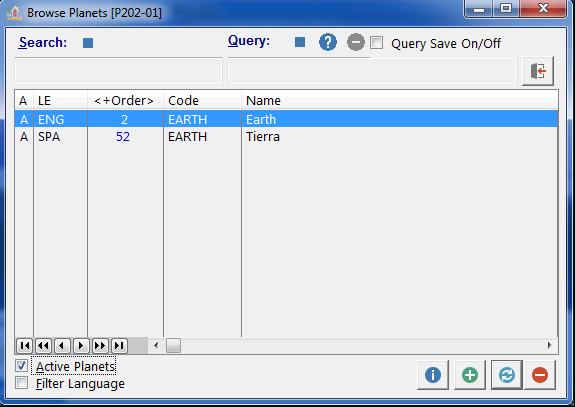 Browse Planets [P202-01]
Search:
Query:
Query Save On/Off
A LE <+Order> Code Name
A ENG 2 EARTH Earth
A SPA 52 EARTH Tierra
Active Planets
Filter Language